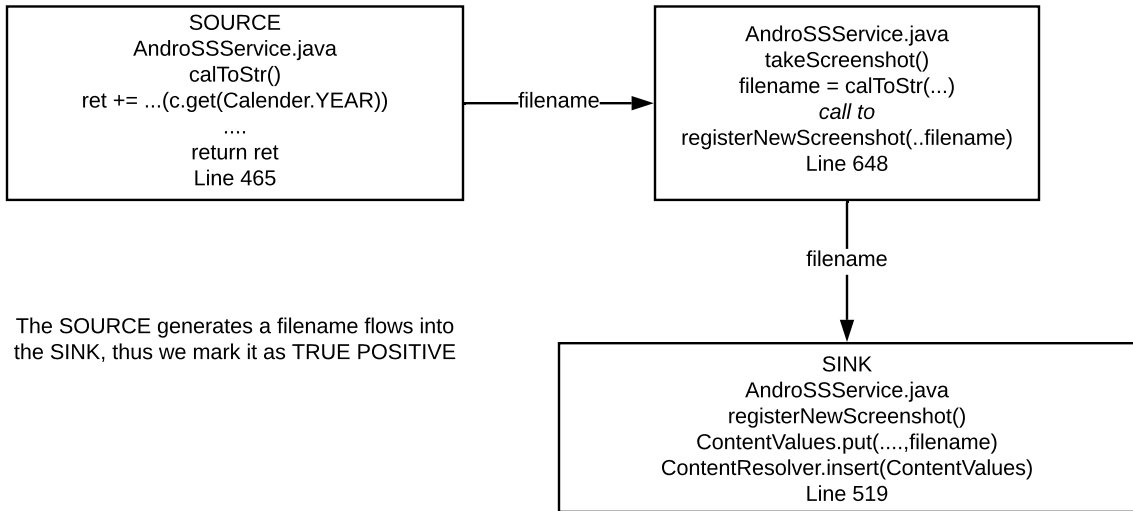 SOURCE
AndroSSService.java
calToStr()
ret += ...(c.get(Calender.YEAR))
....
return ret
Line 465
filename
AndroSSService.java
takeScreenshot()
filename = calToStr(...)
call to
registerNewScreenshot(..filename)
Line 648
filename
The SOURCE generates a filename flows into
the SINK, thus we mark it as TRUE POSITIVE
SINK
AndroSSService.java
registerNewScreenshot()
ContentValues.put(....,filename)
ContentResolver.insert(ContentValues)
Line 519